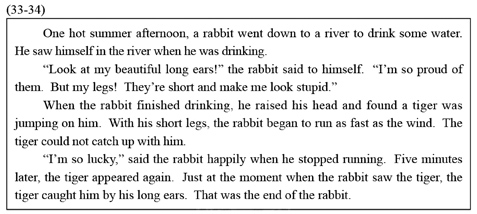 (33-34)
One hot summer afternoon, a rabbit went down to a river to drink some water.
He saw himself in the river when he was drinking.
“Look at my beautiful long ears!” the rabbit said to himself. “I'm so proud of
them. But my legs! They're short and make me look stupid.”
When the rabbit finished drinking, he raised his head and found a tiger was
jumping on him. With his short legs, the rabbit began to run as fast as the wind. The
tiger could not catch up with him.
“I'm so lucky,” said the rabbit happily when he stopped running. Five minutes
later, the tiger appeared again. Just at the moment when the rabbit saw the tiger, the
tiger caught him by his long ears. That was the end of the rabbit.